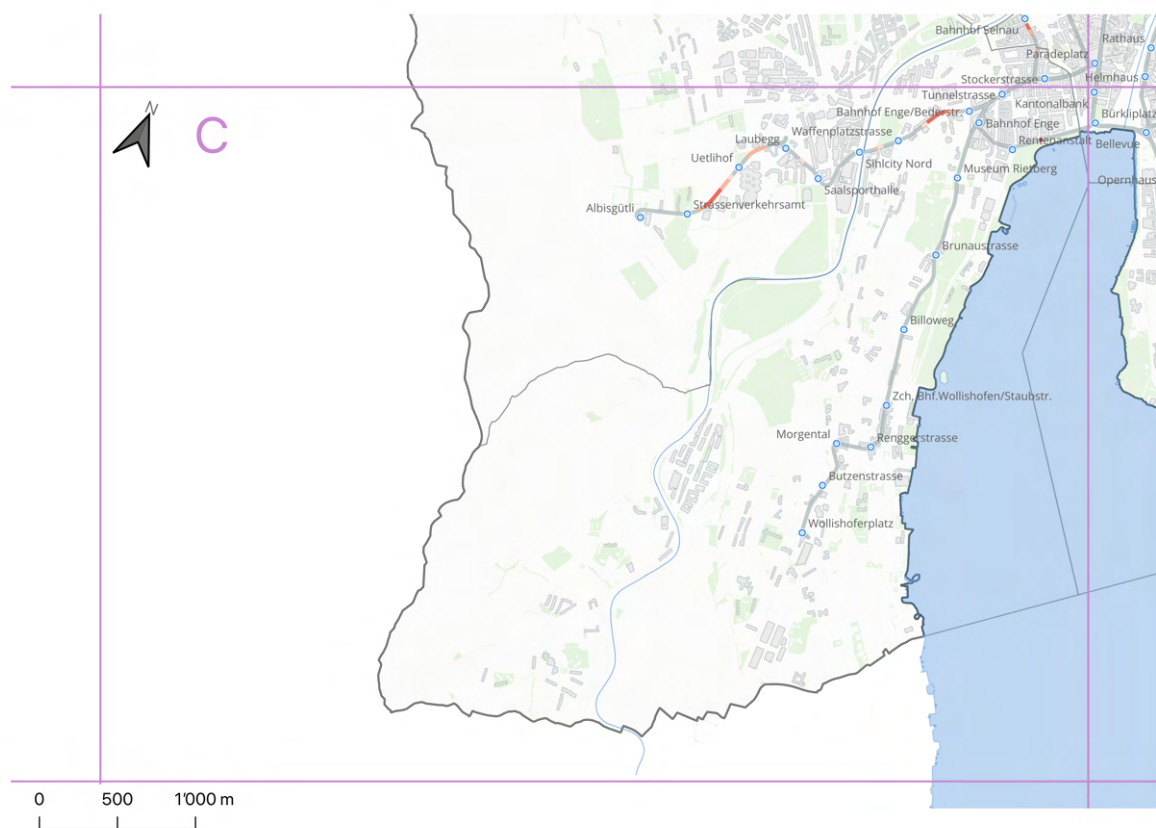 Bahnhof Selnau
Rathaus
Paradeplatz
Stockerstrasse
Helmhaus
Tunnelstrasse
Kantonalbank
N
C
Bahnhof Enge/Bederstr.
Bürkliplatz
Waffenplatzstrasse
Bahnhof Enge
Laubegg
Rentenanstalt
Bellevue
Uetlihof
Sihlcity Nord
Museum Rietberg
Opernhaus
Saalsporthalle
Albisgütli
Strassenverkehrsamt
Brunaustrasse
Billoweg
Zch, Bhf.Wollishofen/Staubstr.
Morgental
Renggerstrasse
Butzenstrasse
Wollishoferplatz
0 500 1'000 m